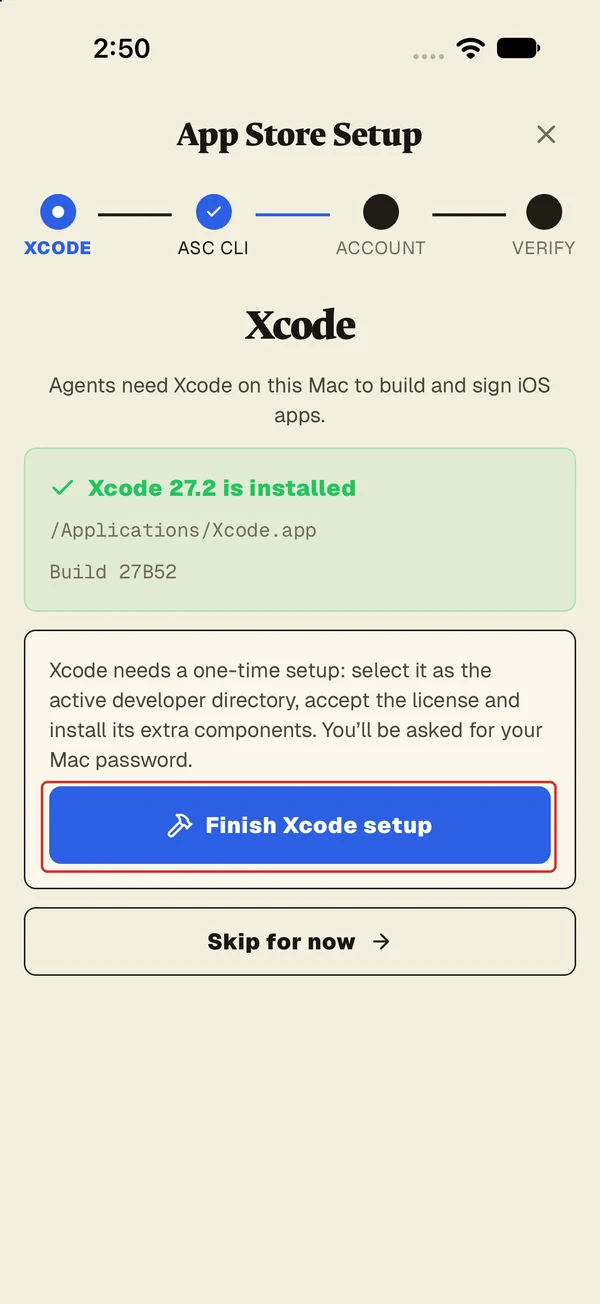 2:50
App Store Setup
XCODE
ASC CLI
ACCOUNT
VERIFY
Xcode
Agents need Xcode on this Mac to build and sign iOS
apps.
Xcode 27.2 is installed
/Applications/Xcode.app
Build 27B52
Xcode needs a one-time setup: select it as the
active developer directory, accept the license and
install its extra components. You’ll be asked for your
Mac password.
Finish Xcode setup
Skip for now